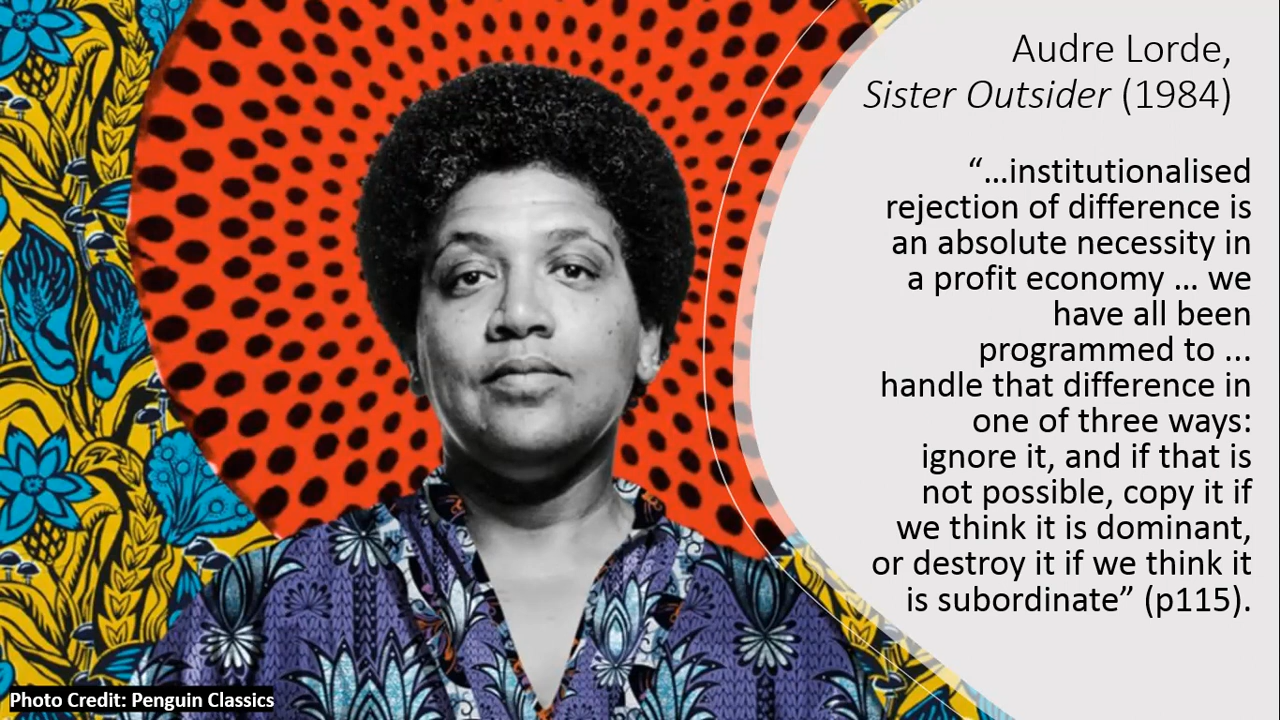 Audre Lorde,
Sister Outsider (1984)
“…institutionalised
rejection of difference is
an absolute necessity in
a profit economy … we
have all been
programmed to …
handle that difference in
one of three ways:
ignore it, and if that is
not possible, copy it if
we think it is dominant,
or destroy it if we think it
is subordinate” (p115).
Photo Credit: Penguin Classics